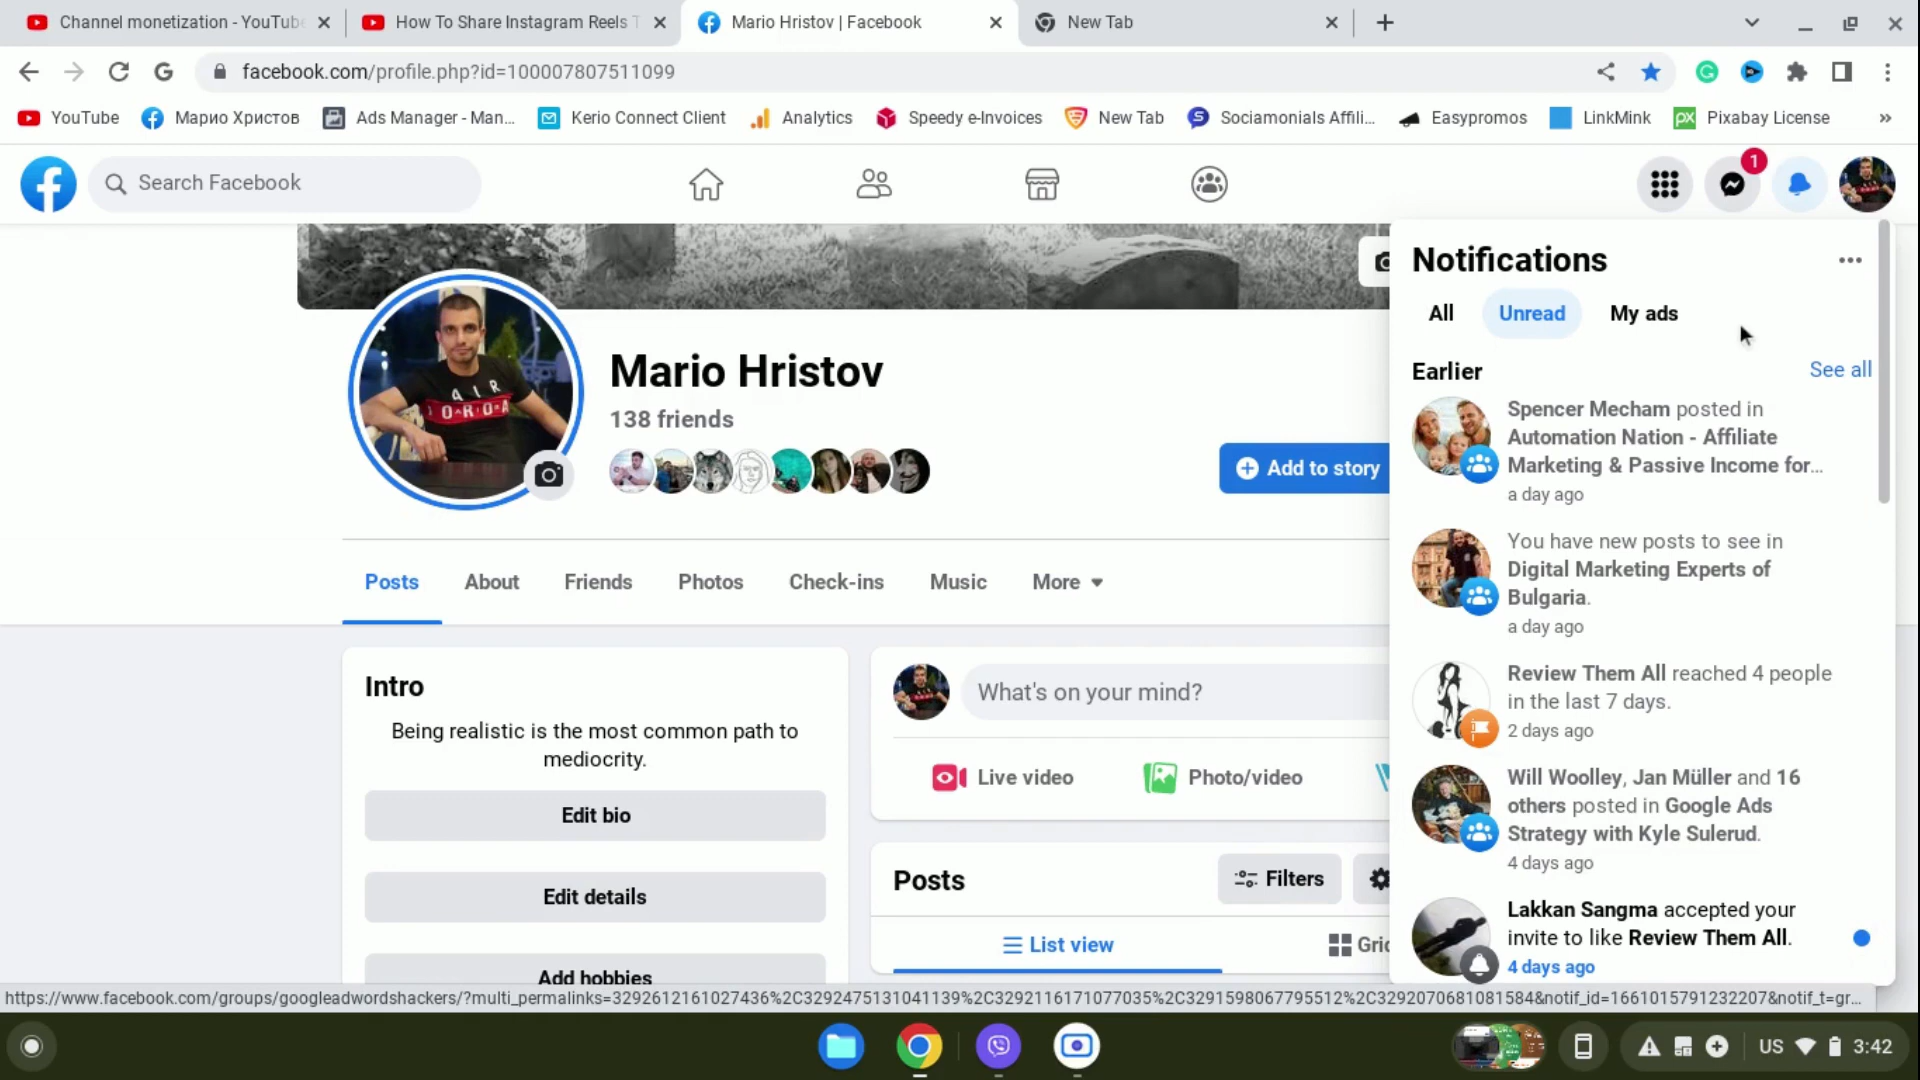 Channel monetization - YouTube
How To Share Instagram Reels T
Mario Hristov | Facebook
New Tab
facebook.com/profile.php?id=100007807511099
YouTube
Марио Христов
Ads Manager - Man...
Kerio Connect Client
Analytics
Speedy e-Invoices
New Tab
Sociamonials Affili...
Easypromos
LinkMink
Pixabay License
Search Facebook
1
Mario Hristov
138 friends
Add to story
Posts
About
Friends
Photos
Check-ins
Music
More
Intro
Being realistic is the most common path to
mediocrity.
Edit bio
Edit details
Add hobbies
What's on your mind?
Live video
Photo/video
Posts
Filters
List view
Gric
Notifications
All
Unread
My ads
Earlier
See all
Spencer Mecham posted in
Automation Nation - Affiliate
Marketing & Passive Income for...
a day ago
You have new posts to see in
Digital Marketing Experts of
Bulgaria.
a day ago
Review Them All reached 4 people
in the last 7 days.
2 days ago
Will Woolley, Jan Müller and 16
others posted in Google Ads
Strategy with Kyle Sulerud.
4 days ago
Lakkan Sangma accepted your
invite to like Review Them All.
4 days ago
https://www.facebook.com/groups/googleadwordshackers/?multi_permalinks=3292612161027436%2C3292475131041139%2C3292116171077035%2C3291598067795512%2C3292070681081584&notif_id=1661015791232207&notif_t=gr...
US
3:42